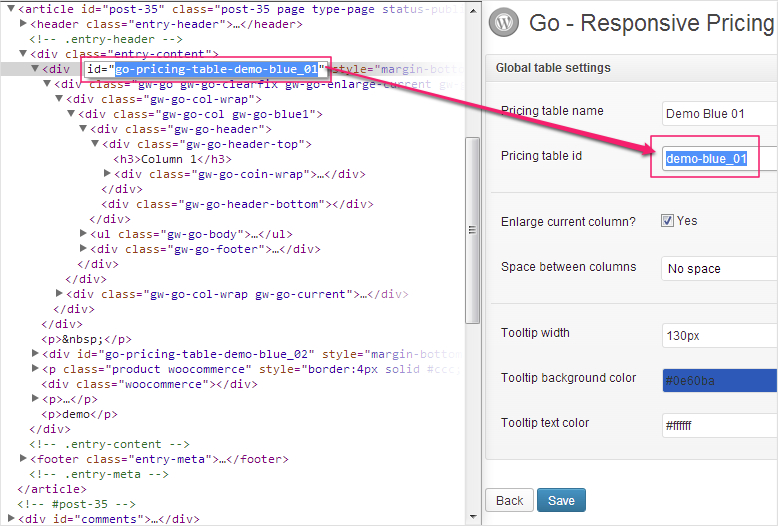 <article id="post-35" class="post-35 page type-page status-publ
<header class="entry-header">…</header>
<!-- .entry-header -->
<div class="entry-content">
<div id="go-pricing-table-demo-blue_01" style="margin-bottom
<div class="gw-go gw-go-clearfix gw-go-enlarge-current gw-go
<div class="gw-go-col-wrap">
<div class="gw-go-col gw-go-blue1">
<div class="gw-go-header">
<div class="gw-go-header-top">
<h3>Column 1</h3>
<div class="gw-go-coin-wrap">…</div>
</div>
<div class="gw-go-header-bottom"></div>
</div>
<ul class="gw-go-body">…</ul>
<div class="gw-go-footer">…</div>
</div>
</div>
<div class="gw-go-col-wrap gw-go-current">…</div>
</div>
</div>
<p>&nbsp;</p>
<div id="go-pricing-table-demo-blue_02" style="margin-bottom
<p class="product woocommerce" style="border:4px solid #ccc;
<div class="woocommerce"></div>
<p>…</p>
<p>demo</p>
</div>
<!-- .entry-content -->
<footer class="entry-meta">…</footer>
<!-- .entry-meta -->
</article>
<!-- #post-35 -->
<div id="comments">…</div>
Go - Responsive Pricing
Global table settings
Pricing table name
Demo Blue 01
Pricing table id
demo-blue_01
Enlarge current column?
Yes
Space between columns
No space
Tooltip width
130px
Tooltip background color
#0e60ba
Tooltip text color
#ffffff
Back
Save